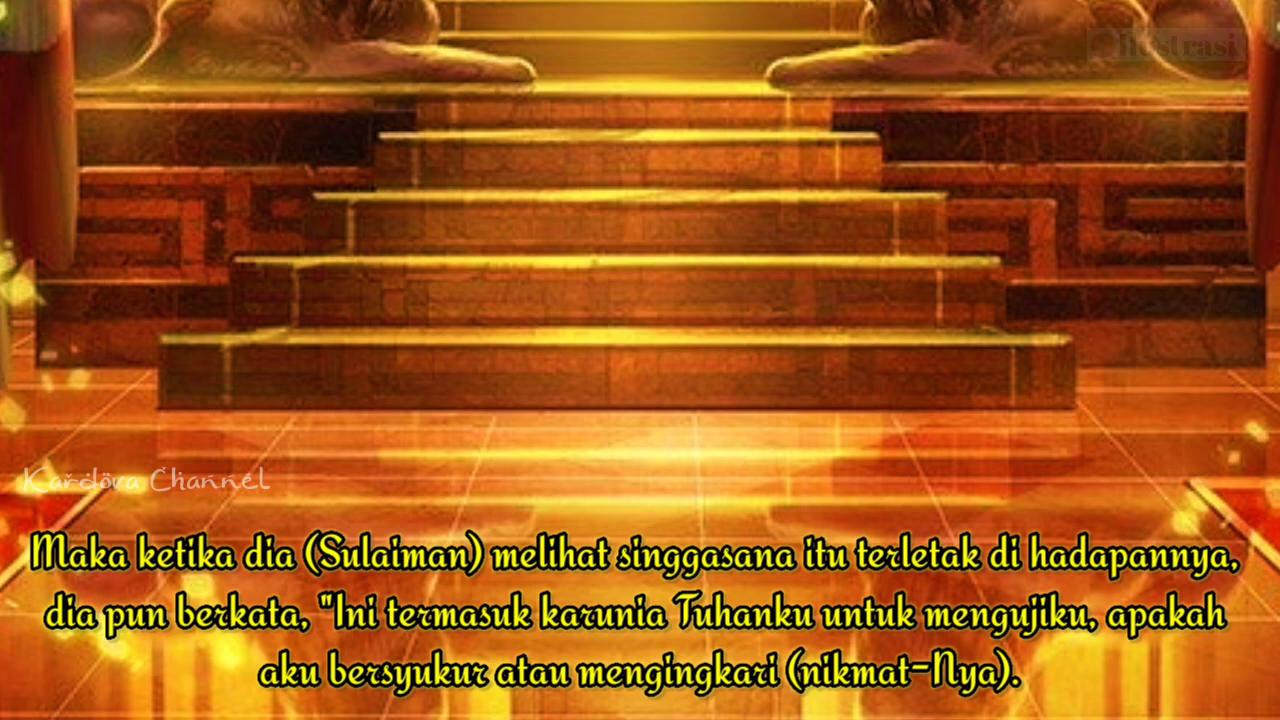 ilustrasi
Kardova Channel
Maka ketika dia (Sulaiman) melihat singgasana itu terletak di hadapannya,
dia pun berkata, "Ini termasuk karunia Tuhanku untuk mengujiku, apakah
aku bersyukur atau mengingkari (nikmat-Nya).